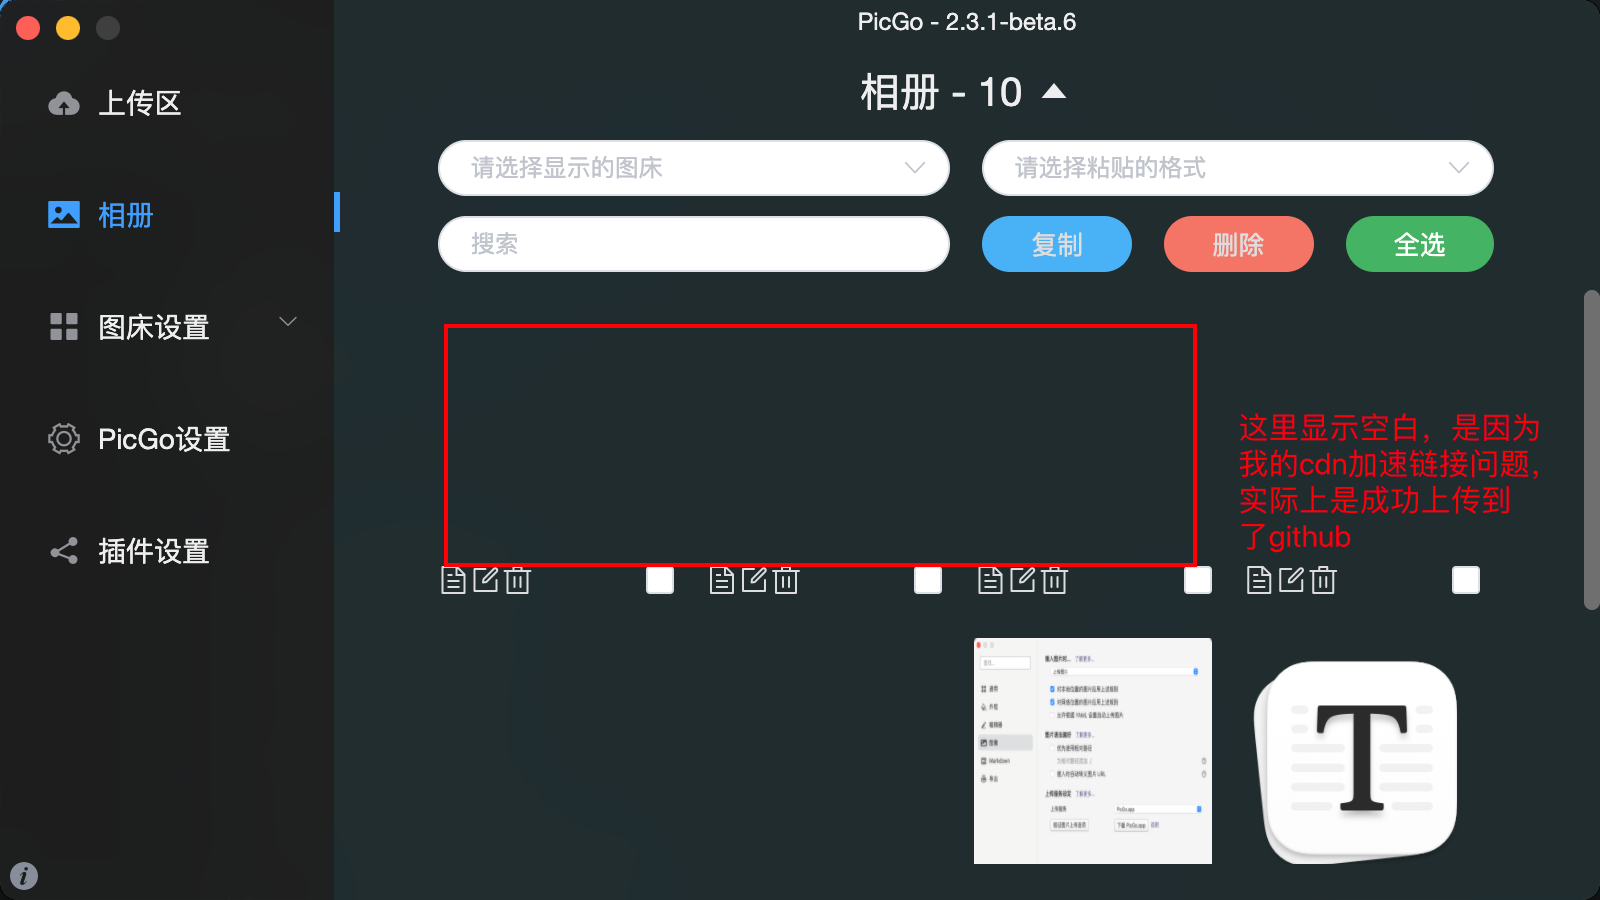 PicGo - 2.3.1-beta.6
上传区
相册
图床设置
PicGo设置
插件设置
相册 - 10
请选择显示的图床
请选择粘贴的格式
搜索
复制
删除
全选
这里显示空白，是因为
我的cdn加速链接问题，
实际上是成功上传到
了github
Markdown
T